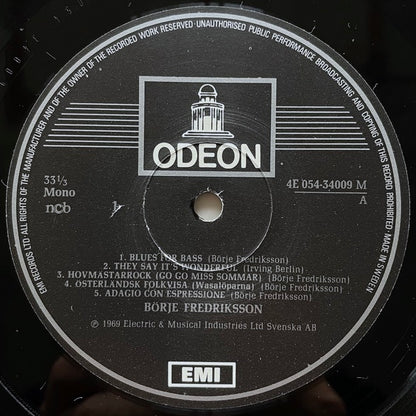 EMI RECORDS LTD · ALL RIGHTS OF THE MANUFACTURER AND OF THE OWNER OF THE RECORDED WORK RESERVED · UNAUTHORISED PUBLIC PERFORMANCE BROADCASTING AND COPYING OF THIS RECORD PROHIBITED · MADE IN SWEDEN
ODEON
33 1/3
Mono
ncb
4E 054-34009 M
A
1. BLUES FOR BASS (Börje Fredriksson)
2. THEY SAY IT'S WONDERFUL (Irving Berlin)
3. HOVMASTARROCK (GO GO MISS SOMMAR) (Börje Fredriksson)
4. ÖSTERLANDSK FOLKVISA (Wasalöparna) (Börje Fredriksson)
5. ADAGIO CON ESPRESSIONE (Börje Fredriksson)
BÖRJE FREDRIKSSON
℗ 1969 Electric & Musical Industries Ltd Svenska AB
EMI